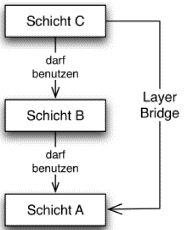 Schicht C
darf
benutzen
Layer
Bridge
Schicht B
darf
benutzen
Schicht A